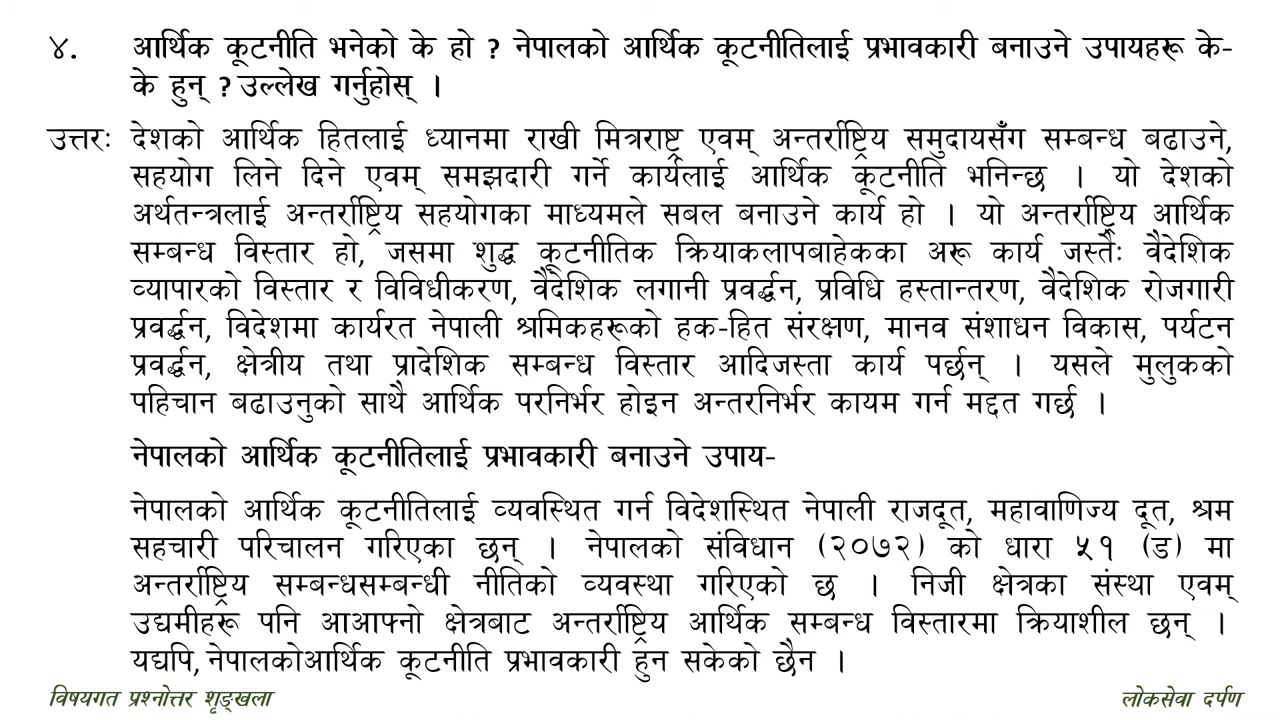 ४. आर्थिक कूटनीति भनेको के हो ? नेपालको आर्थिक कूटनीतिलाई प्रभावकारी बनाउने उपायहरू के-
के हुन् ? उल्लेख गर्नुहोस् ।
उत्तरः देशको आर्थिक हितलाई ध्यानमा राखी मित्रराष्ट्र एवम् अन्तर्राष्ट्रिय समुदायसँग सम्बन्ध बढाउने,
सहयोग लिने दिने एवम् समझदारी गर्ने कार्यलाई आर्थिक कूटनीति भनिन्छ । यो देशको
अर्थतन्त्रलाई अन्तर्राष्ट्रिय सहयोगका माध्यमले सबल बनाउने कार्य हो । यो अन्तर्राष्ट्रिय आर्थिक
सम्बन्ध विस्तार हो, जसमा शुद्ध कूटनीतिक क्रियाकलापबाहेकका अरू कार्य जस्तैः वैदेशिक
व्यापारको विस्तार र विविधीकरण, वैदेशिक लगानी प्रवर्द्धन, प्रविधि हस्तान्तरण, वैदेशिक रोजगारी
प्रवर्द्धन, विदेशमा कार्यरत नेपाली श्रमिकहरूको हक-हित संरक्षण, मानव संशाधन विकास, पर्यटन
प्रवर्द्धन, क्षेत्रीय तथा प्रादेशिक सम्बन्ध विस्तार आदिजस्ता कार्य पर्छन् । यसले मुलुकको
पहिचान बढाउनुको साथै आर्थिक परनिर्भर होइन अन्तरनिर्भर कायम गर्न मद्दत गर्छ ।
नेपालको आर्थिक कूटनीतिलाई प्रभावकारी बनाउने उपाय-
नेपालको आर्थिक कूटनीतिलाई व्यवस्थित गर्न विदेशस्थित नेपाली राजदूत, महावाणिज्य दूत, श्रम
सहचारी परिचालन गरिएका छन् । नेपालको संविधान (२०७२) को धारा ५१ (ड) मा
अन्तर्राष्ट्रिय सम्बन्धसम्बन्धी नीतिको व्यवस्था गरिएको छ । निजी क्षेत्रका संस्था एवम्
उद्यमीहरू पनि आआफ्नो क्षेत्रबाट अन्तर्राष्ट्रिय आर्थिक सम्बन्ध विस्तारमा क्रियाशील छन् ।
यद्यपि, नेपालकोआर्थिक कूटनीति प्रभावकारी हुन सकेको छैन ।
विषयगत प्रश्नोत्तर शृङ्खला लोकसेवा दर्पण